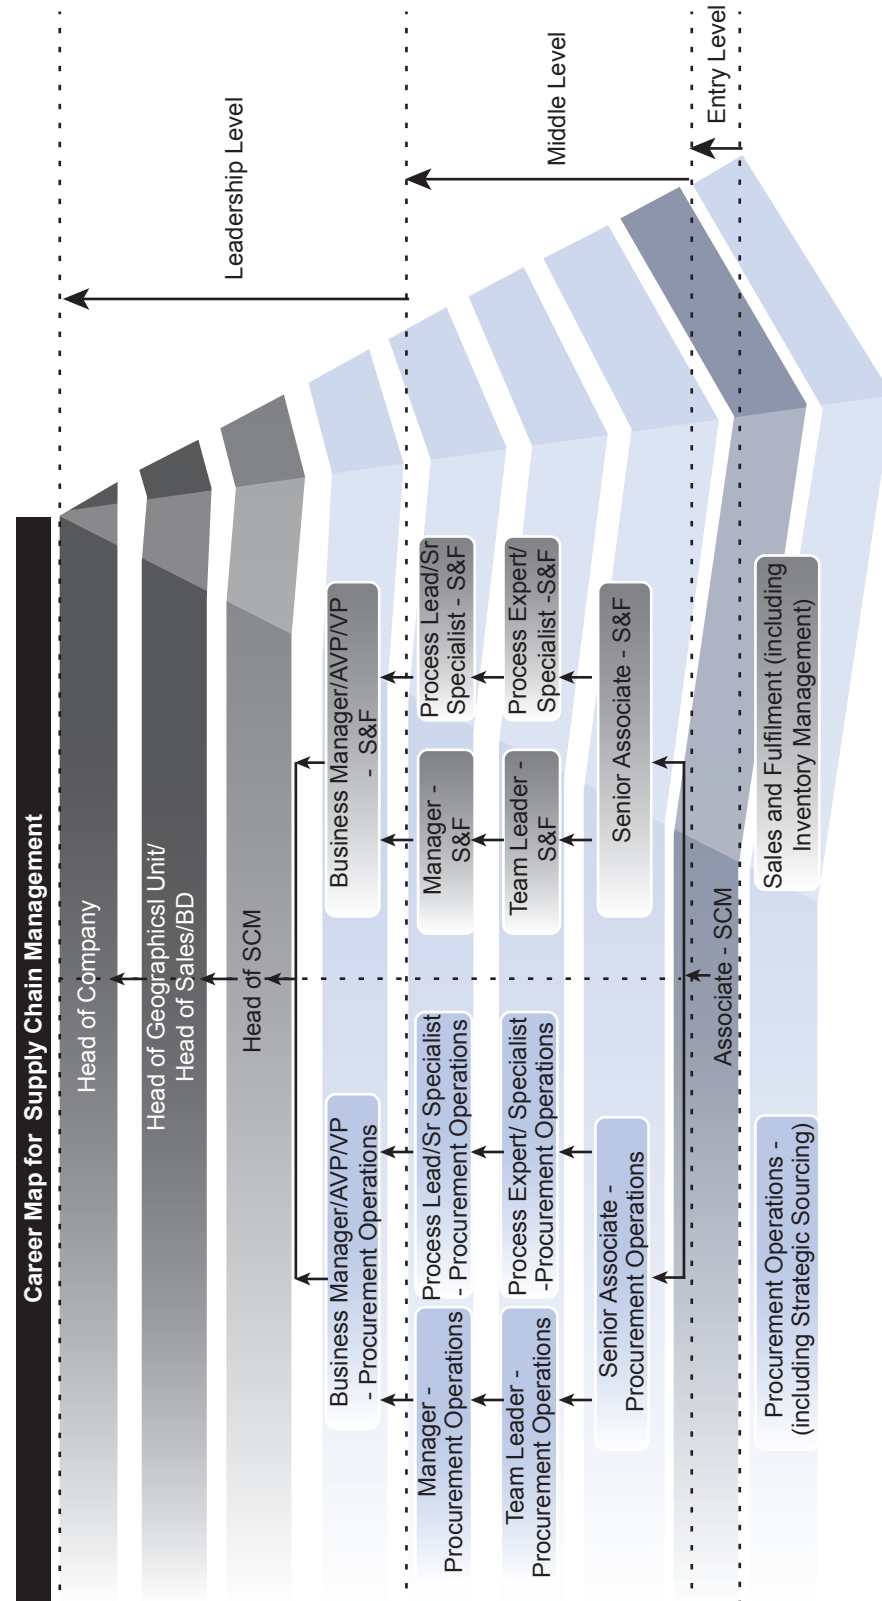 Career Map for Supply Chain Management
Head of Company
Head of Geographicsl Unit/
Head of Sales/BD
Head of SCM
Business Manager/AVP/VP
- Procurement Operations
Business Manager/AVP/VP
- S&F
Manager -
Procurement Operations
Process Lead/Sr Specialist
- Procurement Operations
Manager -
S&F
Process Lead/Sr
Specialist - S&F
Team Leader -
Procurement Operations
Process Expert/ Specialist
-Procurement Operations
Team Leader -
S&F
Process Expert/
Specialist -S&F
Senior Associate -
Procurement Operations
Senior Associate - S&F
Associate - SCM
Procurement Operations -
(including Strategic Sourcing)
Sales and Fulfilment (including
Inventory Management)
Leadership Level
Middle Level
Entry Level